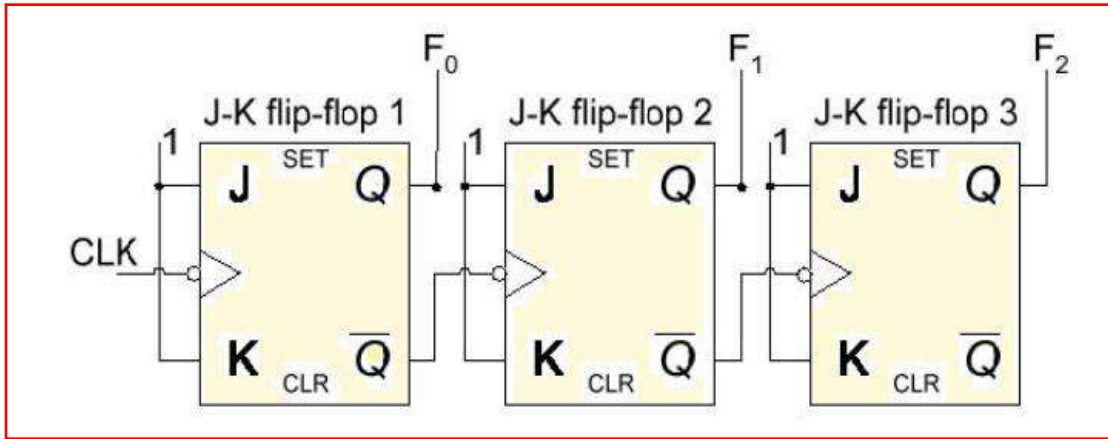 F₀ F₁ F₂
J-K flip-flop 1 J-K flip-flop 2 J-K flip-flop 3
1 1 1
SET SET SET
J Q J Q J Q
CLK
K Q̅ K Q̅ K Q̅
CLR CLR CLR